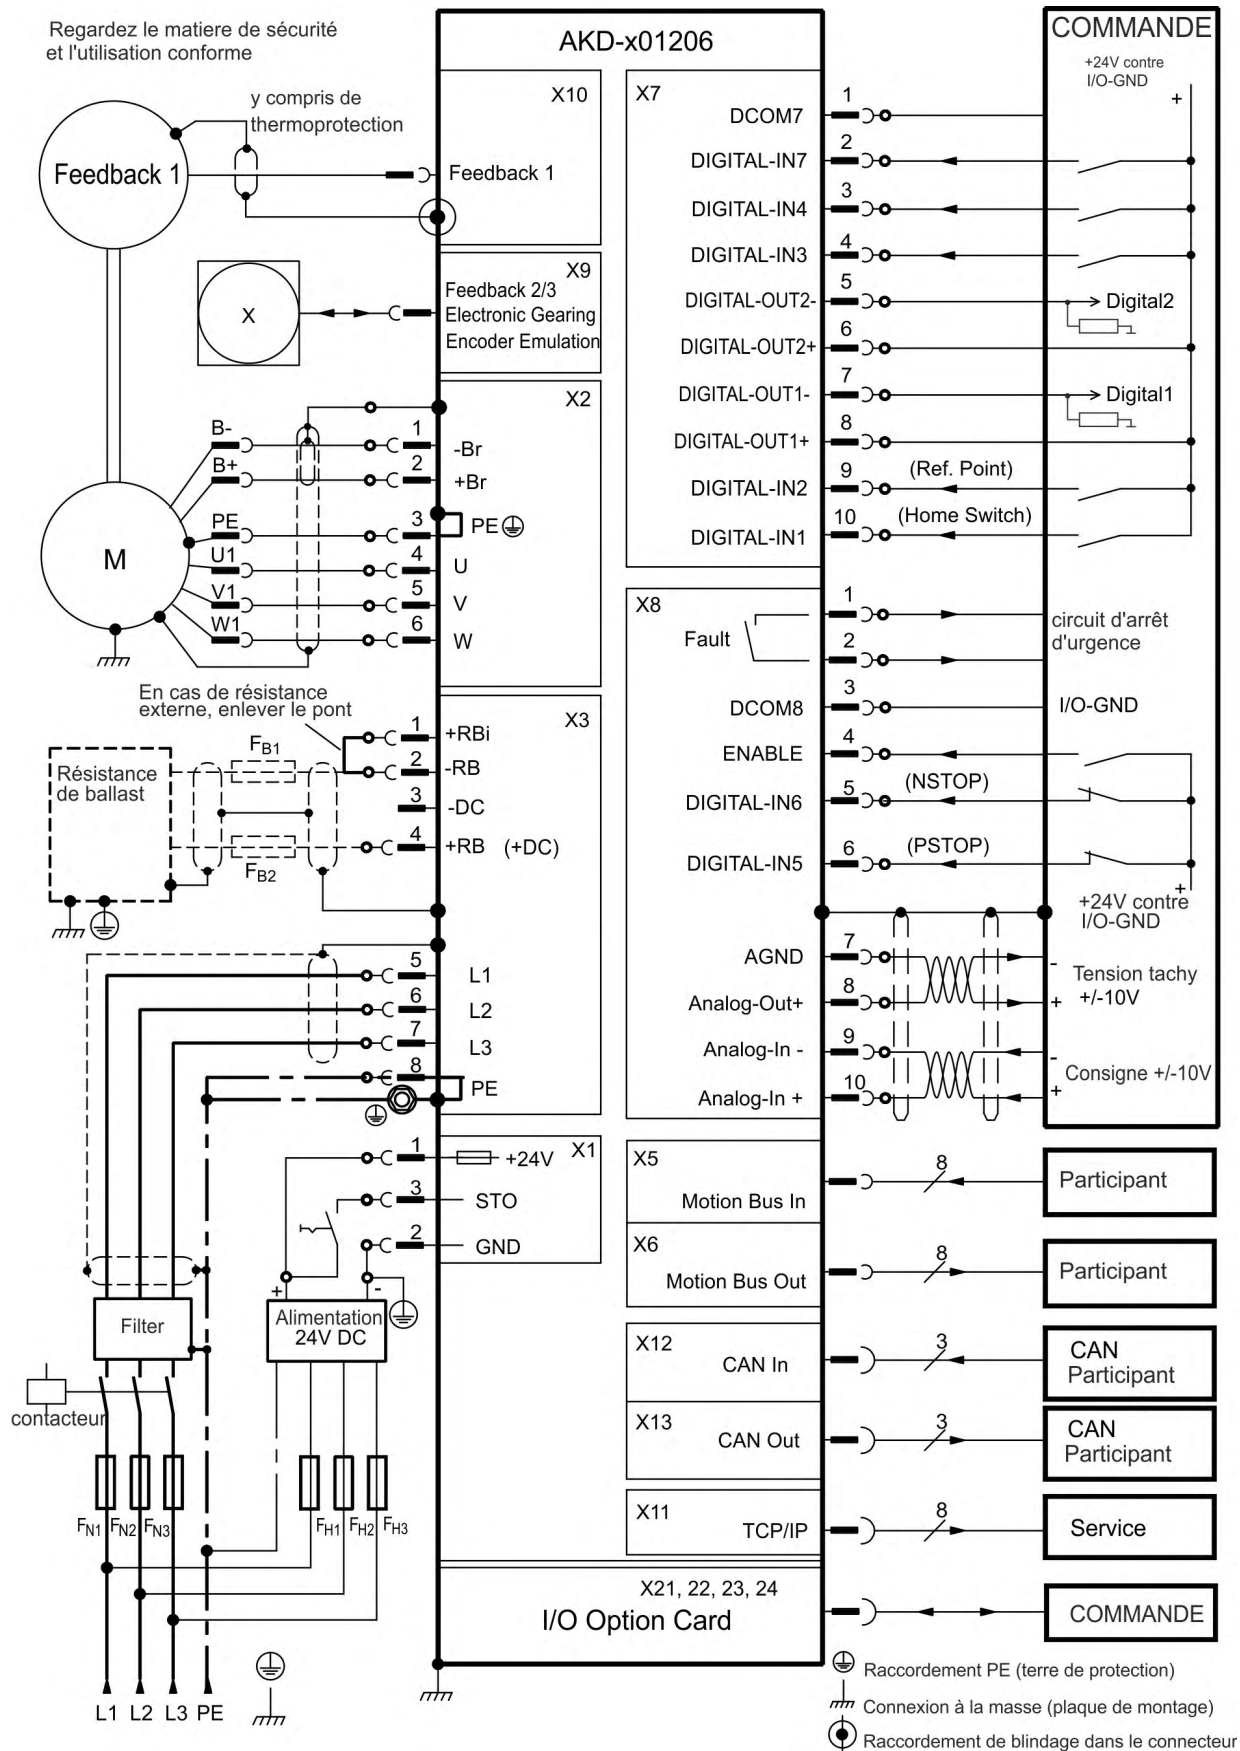 Regardez le matiere de sécurité
et l'utilisation conforme
AKD-x01206
COMMANDE
+24V contre
I/O-GND
+
y compris de
thermoprotection
Feedback 1
X10
Feedback 1
X9
Feedback 2/3
Electronic Gearing
Encoder Emulation
X
X2
B- 1 -Br
B+ 2 +Br
PE 3 PE
U1 4 U
V1 5 V
W1 6 W
M
En cas de résistance
externe, enlever le pont
X3
1 +RBi
FB1
2 -RB
Résistance
de ballast
3 -DC
4 +RB (+DC)
FB2
5 L1
6 L2
7 L3
8 PE
X1
1 +24V
3 STO
2 GND
+ -
Alimentation
24V DC
Filter
contacteur
FN1 FN2 FN3 FH1 FH2 FH3
L1 L2 L3 PE
X7
DCOM7 1
DIGITAL-IN7 2
DIGITAL-IN4 3
DIGITAL-IN3 4
DIGITAL-OUT2- 5 Digital2
DIGITAL-OUT2+ 6
DIGITAL-OUT1- 7 Digital1
DIGITAL-OUT1+ 8
DIGITAL-IN2 9 (Ref. Point)
DIGITAL-IN1 10 (Home Switch)
X8
Fault 1
2
circuit d'arrêt
d'urgence
DCOM8 3 I/O-GND
ENABLE 4
DIGITAL-IN6 5 (NSTOP)
DIGITAL-IN5 6 (PSTOP)
+
+24V contre
I/O-GND
AGND 7 -
Tension tachy
+/-10V
Analog-Out+ 8 +
Analog-In - 9 -
Consigne +/-10V
Analog-In + 10 +
X5
Motion Bus In 8 Participant
X6
Motion Bus Out 8 Participant
X12
CAN In 3 CAN
Participant
X13
CAN Out 3 CAN
Participant
X11
TCP/IP 8 Service
X21, 22, 23, 24
I/O Option Card COMMANDE
Raccordement PE (terre de protection)
Connexion à la masse (plaque de montage)
Raccordement de blindage dans le connecteur